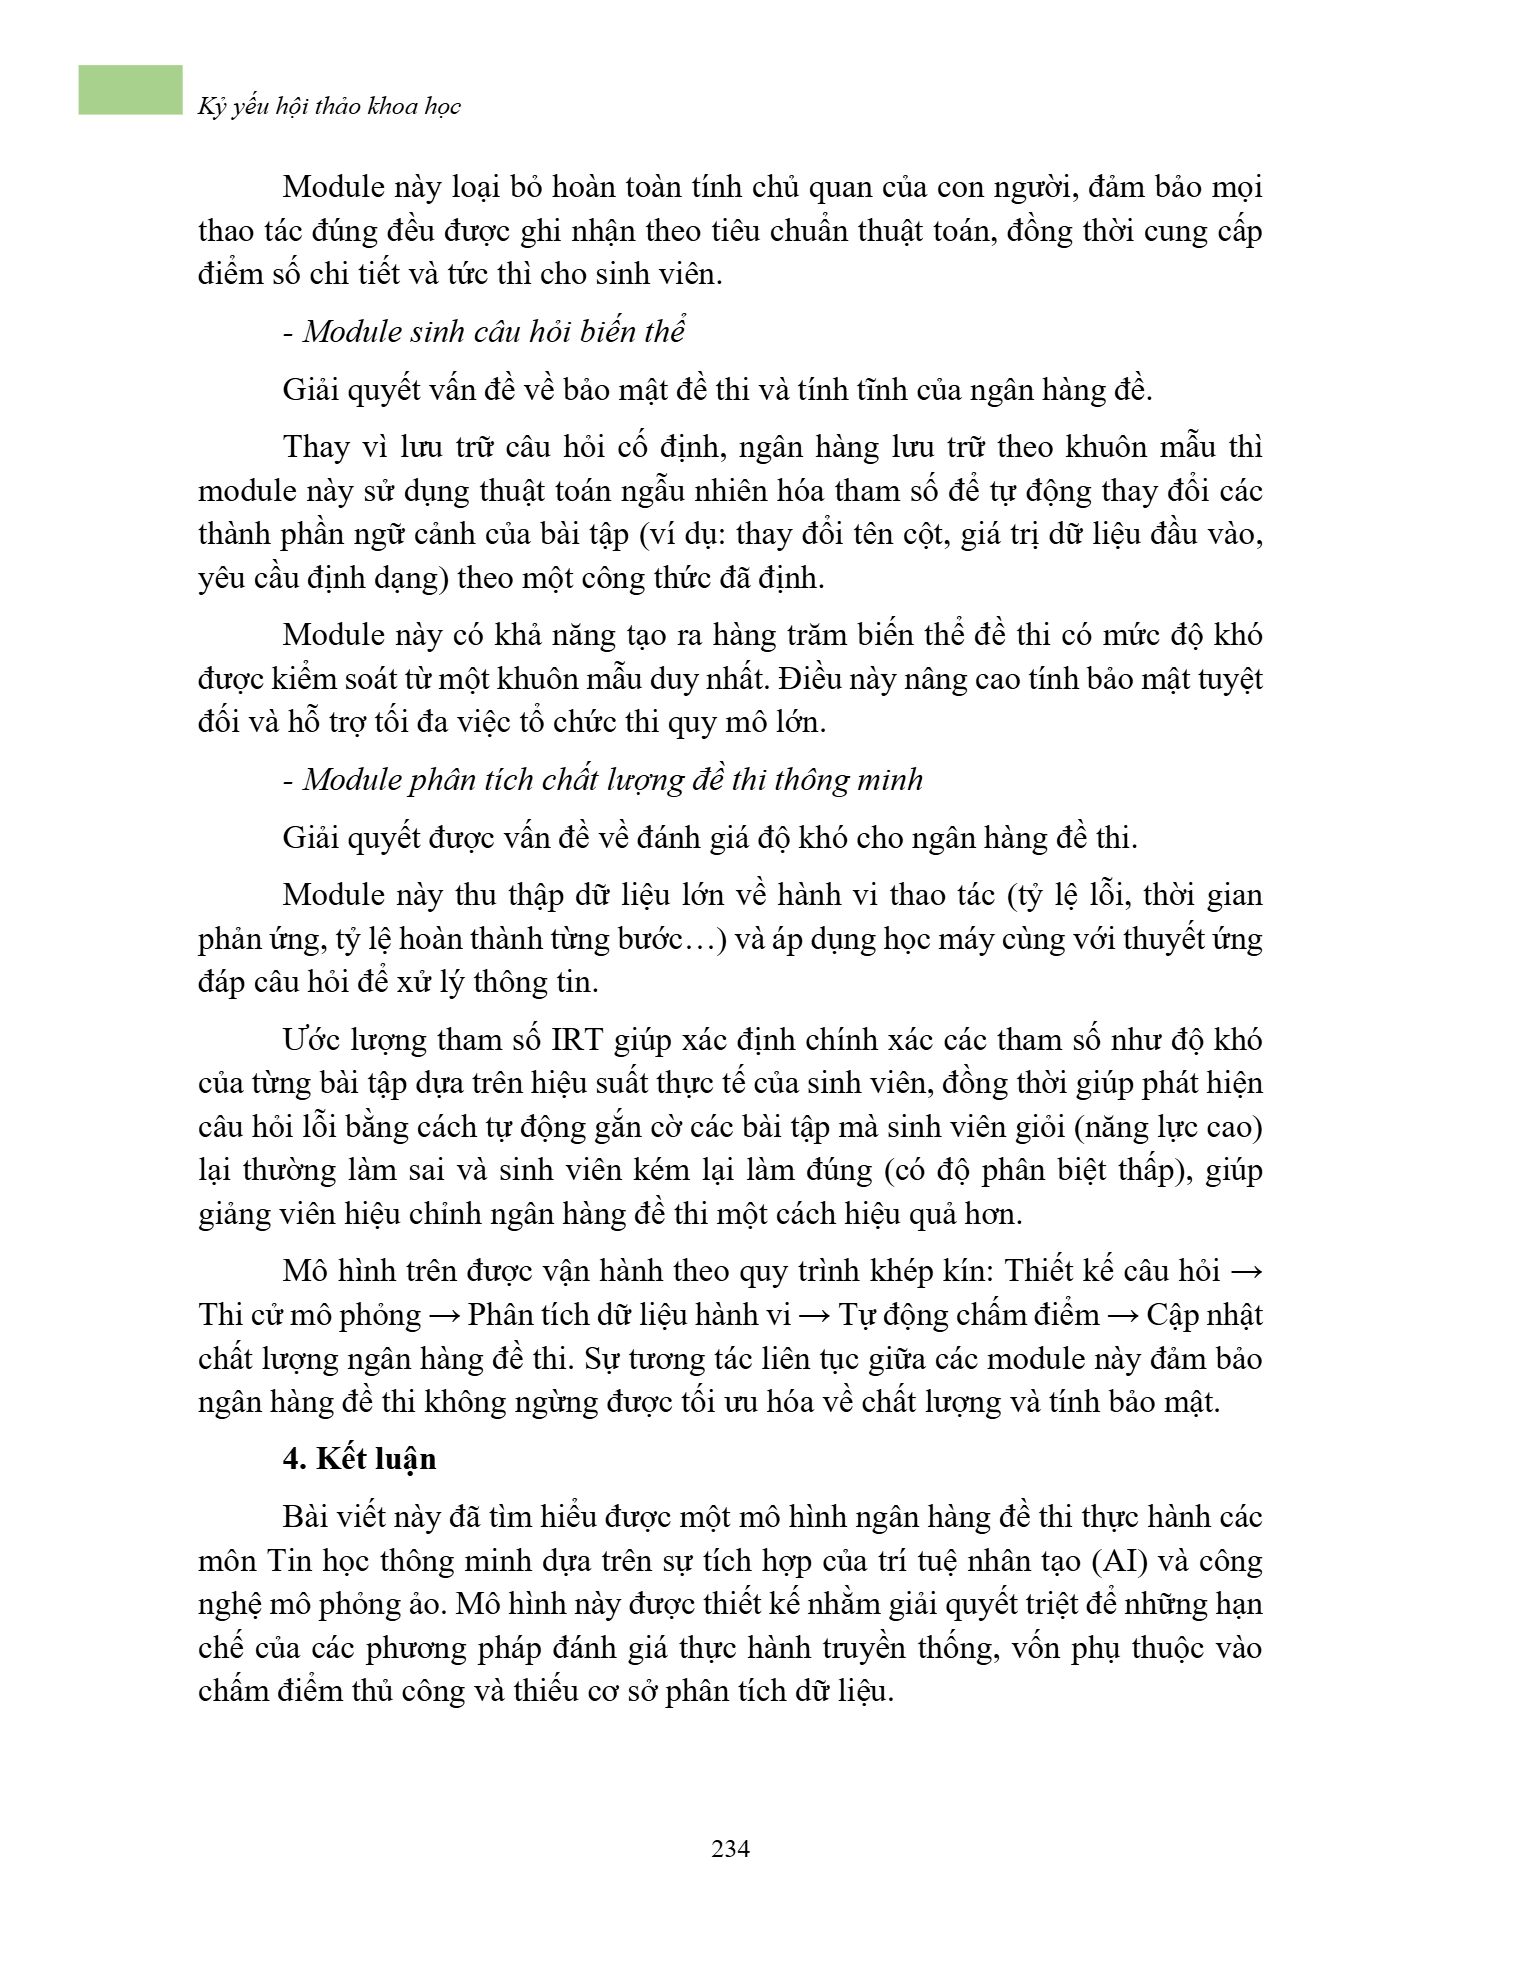 Kỷ yếu hội thảo khoa học
Module này loại bỏ hoàn toàn tính chủ quan của con người, đảm bảo mọi
thao tác đúng đều được ghi nhận theo tiêu chuẩn thuật toán, đồng thời cung cấp
điểm số chi tiết và tức thì cho sinh viên.
- Module sinh câu hỏi biến thể
Giải quyết vấn đề về bảo mật đề thi và tính tĩnh của ngân hàng đề.
Thay vì lưu trữ câu hỏi cố định, ngân hàng lưu trữ theo khuôn mẫu thì
module này sử dụng thuật toán ngẫu nhiên hóa tham số để tự động thay đổi các
thành phần ngữ cảnh của bài tập (ví dụ: thay đổi tên cột, giá trị dữ liệu đầu vào,
yêu cầu định dạng) theo một công thức đã định.
Module này có khả năng tạo ra hàng trăm biến thể đề thi có mức độ khó
được kiểm soát từ một khuôn mẫu duy nhất. Điều này nâng cao tính bảo mật tuyệt
đối và hỗ trợ tối đa việc tổ chức thi quy mô lớn.
- Module phân tích chất lượng đề thi thông minh
Giải quyết được vấn đề về đánh giá độ khó cho ngân hàng đề thi.
Module này thu thập dữ liệu lớn về hành vi thao tác (tỷ lệ lỗi, thời gian
phản ứng, tỷ lệ hoàn thành từng bước…) và áp dụng học máy cùng với thuyết ứng
đáp câu hỏi để xử lý thông tin.
Ước lượng tham số IRT giúp xác định chính xác các tham số như độ khó
của từng bài tập dựa trên hiệu suất thực tế của sinh viên, đồng thời giúp phát hiện
câu hỏi lỗi bằng cách tự động gắn cờ các bài tập mà sinh viên giỏi (năng lực cao)
lại thường làm sai và sinh viên kém lại làm đúng (có độ phân biệt thấp), giúp
giảng viên hiệu chỉnh ngân hàng đề thi một cách hiệu quả hơn.
Mô hình trên được vận hành theo quy trình khép kín: Thiết kế câu hỏi →
Thi cử mô phỏng → Phân tích dữ liệu hành vi → Tự động chấm điểm → Cập nhật
chất lượng ngân hàng đề thi. Sự tương tác liên tục giữa các module này đảm bảo
ngân hàng đề thi không ngừng được tối ưu hóa về chất lượng và tính bảo mật.
4. Kết luận
Bài viết này đã tìm hiểu được một mô hình ngân hàng đề thi thực hành các
môn Tin học thông minh dựa trên sự tích hợp của trí tuệ nhân tạo (AI) và công
nghệ mô phỏng ảo. Mô hình này được thiết kế nhằm giải quyết triệt để những hạn
chế của các phương pháp đánh giá thực hành truyền thống, vốn phụ thuộc vào
chấm điểm thủ công và thiếu cơ sở phân tích dữ liệu.
234